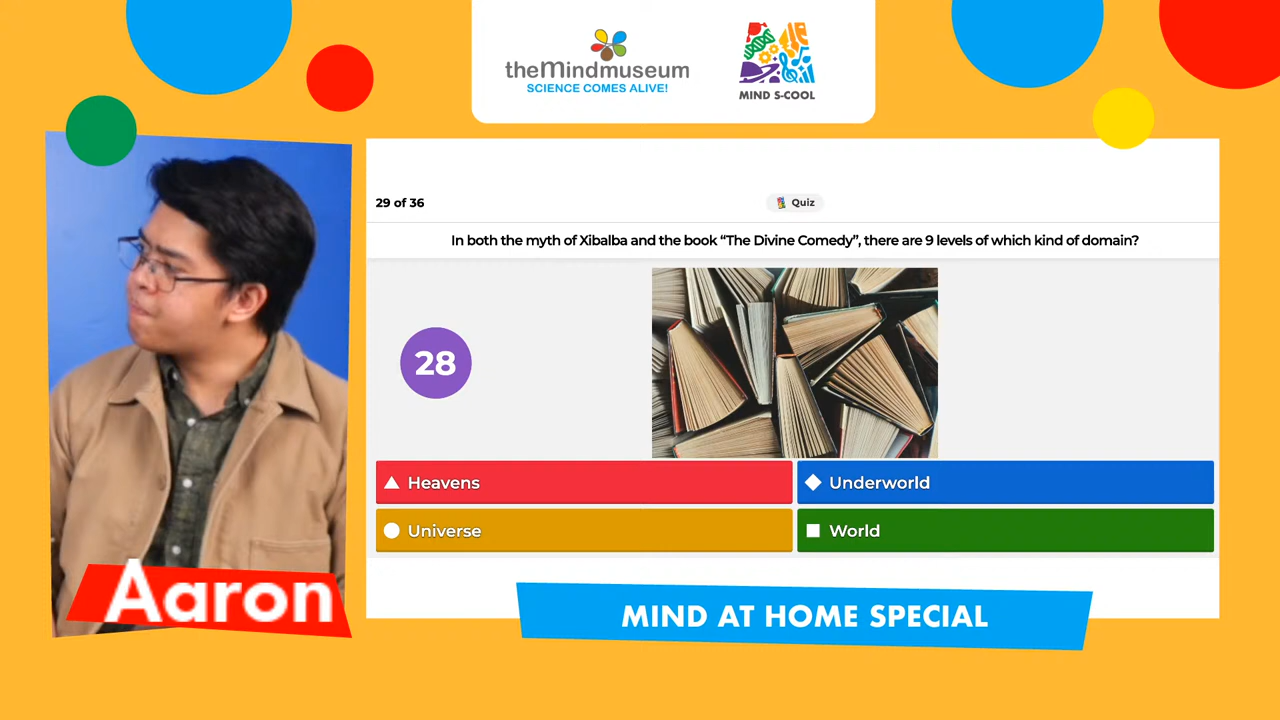 theMindmuseum
SCIENCE COMES ALIVE!
MIND S-COOL
29 of 36
Quiz
In both the myth of Xibalba and the book “The Divine Comedy”, there are 9 levels of which kind of domain?
28
Heavens
Underworld
Universe
World
Aaron
MIND AT HOME SPECIAL